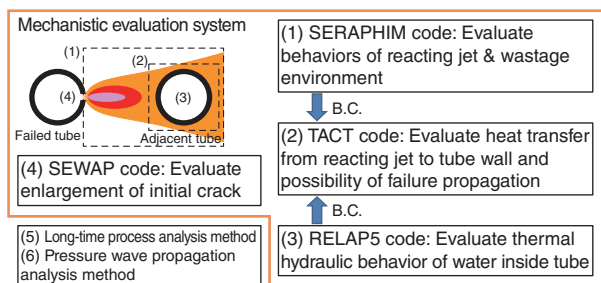 Mechanistic evaluation system
(1)
(2)
(4)
(3)
Failed tube
Adjacent tube
(4) SEWAP code: Evaluate
enlargement of initial crack
(5) Long-time process analysis method
(6) Pressure wave propagation
analysis method
(1) SERAPHIM code: Evaluate
behaviors of reacting jet & wastage
environment
B.C.
(2) TACT code: Evaluate heat transfer
from reacting jet to tube wall and
possibility of failure propagation
B.C.
(3) RELAP5 code: Evaluate thermal
hydraulic behavior of water inside tube